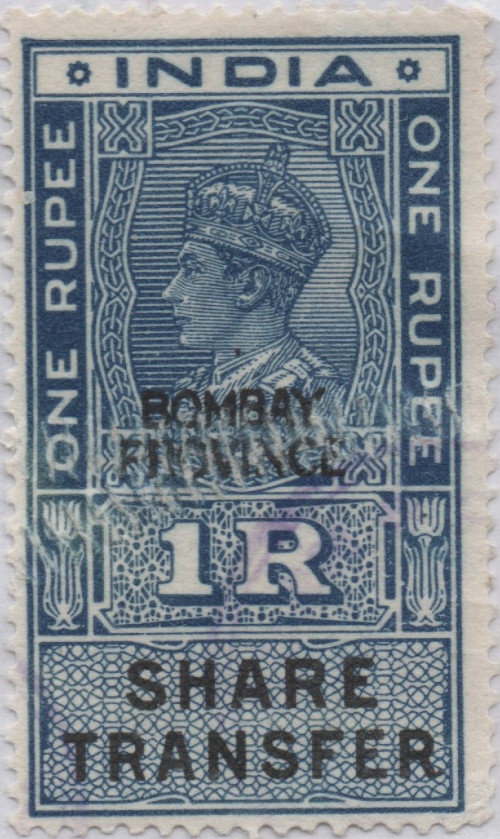 INDIA
ONE RUPEE
ONE RUPEE
BOMBAY
PROVINCE
1R
SHARE
TRANSFER